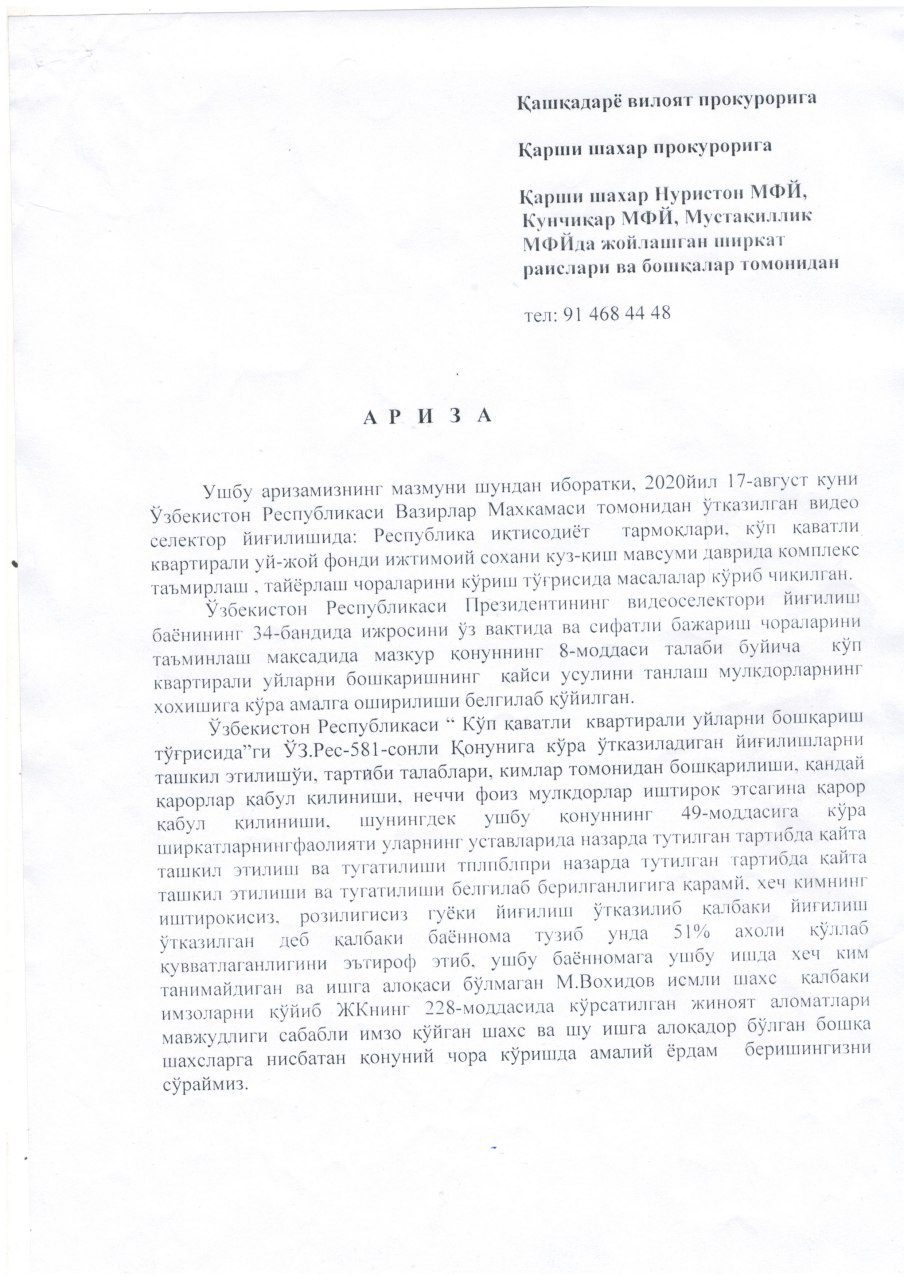 Қашқадарё вилоят прокурорига
Қарши шахар прокурорига
Қарши шахар Нуристон МФЙ,
Кунчиқар МФЙ, Мустақиллик
МФЙда жойлашган ширкат
раислари ва бошқалар томонидан
тел: 91 468 44 48
А Р И З А
Ушбу аризамизнинг мазмуни шундан иборатки, 2020йил 17-август куни
Ўзбекистон Республикаси Вазирлар Махкамаси томонидан ўтказилган видео
селектор йиғилишида: Республика иқтисодиёт тармоқлари, кўп қаватли
квартирали уй-жой фонди ижтимоий сохани куз-қиш мавсуми даврида комплекс
таъмирлаш , тайёрлаш чораларини кўриш тўғрисида масалалар кўриб чиқилган.
Ўзбекистон Республикаси Президентининг видеоселектори йиғилиш
баёнининг 34-бандида ижросини ўз вақтида ва сифатли бажариш чораларини
таъминлаш мақсадида мазкур қонуннинг 8-моддаси талаби буйича кўп
квартирали уйларни бошқаришнинг қайси усулини танлаш мулкдорларнинг
хохишига кўра амалга оширилиши белгилаб қўйилган.
Ўзбекистон Республикаси “ Кўп қаватли квартирали уйларни бошқариш
тўғрисида”ги ЎЗ.Рес-581-сонли Қонунига кўра ўтказиладиган йиғилишларни
ташкил этилишўи, тартиби талаблари, кимлар томонидан бошқарилиши, қандай
қарорлар қабул қилиниши, неччи фоиз мулкдорлар иштирок этсагина қарор
қабул қилиниши, шунингдек ушбу қонуннинг 49-моддасига кўра
ширкатларнингфаолияти уларнинг уставларида назарда тутилган тартибда қайта
ташкил этилиш ва тугатилиши тплпблпри назарда тутилган тартибда қайта
ташкил этилиши ва тугатилиши белгилаб берилганлигига қарамй, хеч кимнинг
иштирокисиз, розилигисиз гуёки йиғилиш ўтказилиб қалбаки йиғилиш
ўтказилган деб қалбаки баённома тузиб унда 51% ахоли қўллаб
қувватлаганлигини эътироф этиб, ушбу баённомага ушбу ишда хеч ким
танимайдиган ва ишга алоқаси бўлмаган М.Вохидов исмли шахс қалбаки
имзоларни қўйиб ЖКнинг 228-моддасида кўрсатилган жиноят аломатлари
мавжудлиги сабабли имзо қўйган шахс ва шу ишга алоқадор бўлган бошқа
шахсларга нисбатан қонуний чора кўришда амалий ёрдам беришингизни
сўраймиз.